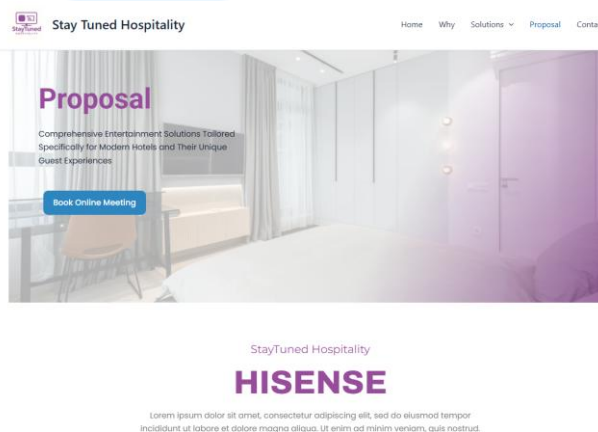 StayTuned
Stay Tuned Hospitality
Home Why Solutions Proposal Conta
Proposal
Comprehensive Entertainment Solutions Tailored
Specifically for Modern Hotels and Their Unique
Guest Experiences
Book Online Meeting
StayTuned Hospitality
HISENSE
Lorem ipsum dolor sit amet, consectetur adipiscing elit, sed do eiusmod tempor
incididunt ut labore et dolore magna aliqua. Ut enim ad minim veniam, quis nostrud.